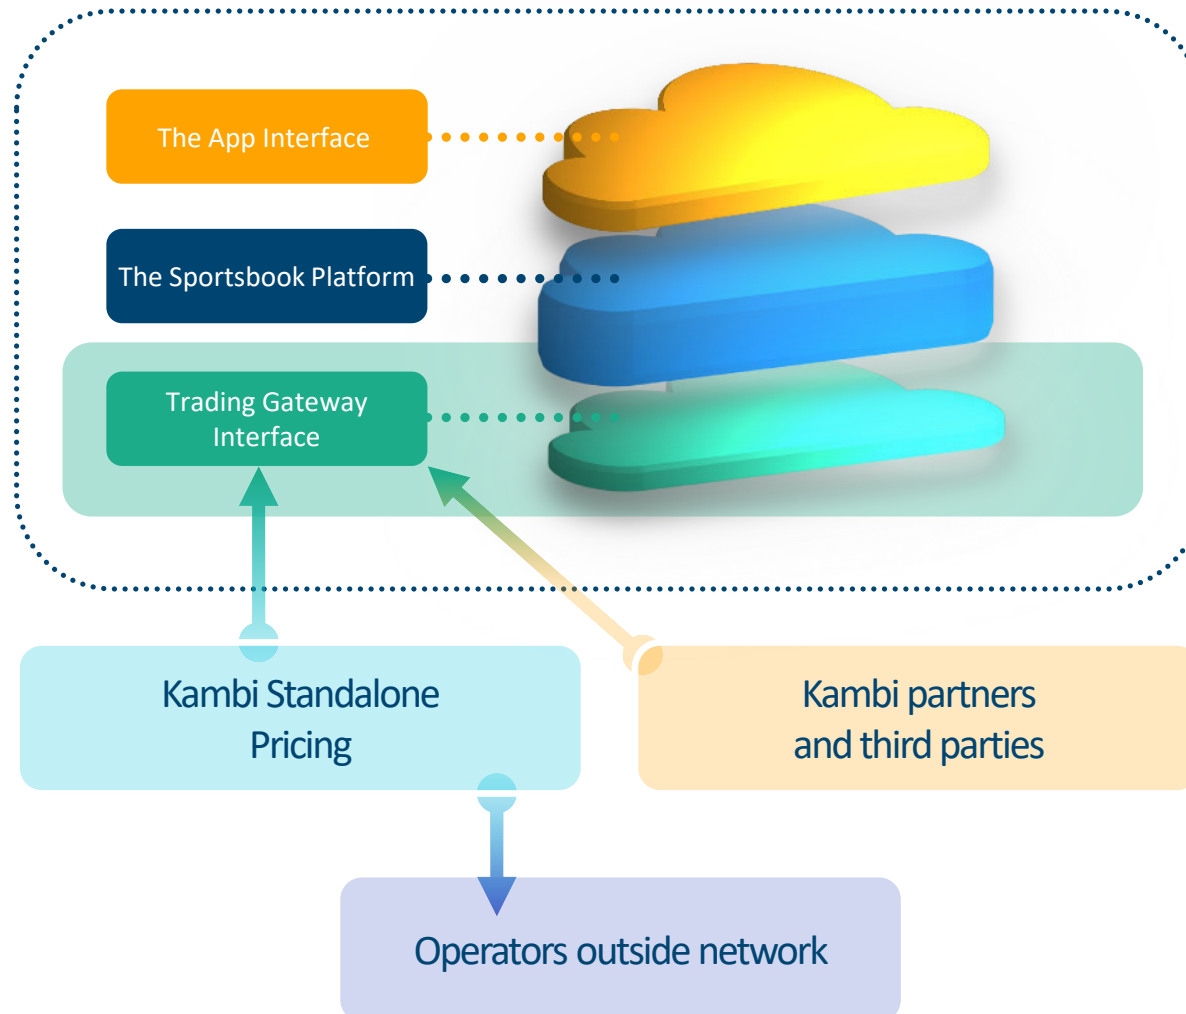 The App Interface
The Sportsbook Platform
Trading Gateway
Interface
Kambi Standalone
Pricing
Kambi partners
and third parties
Operators outside network